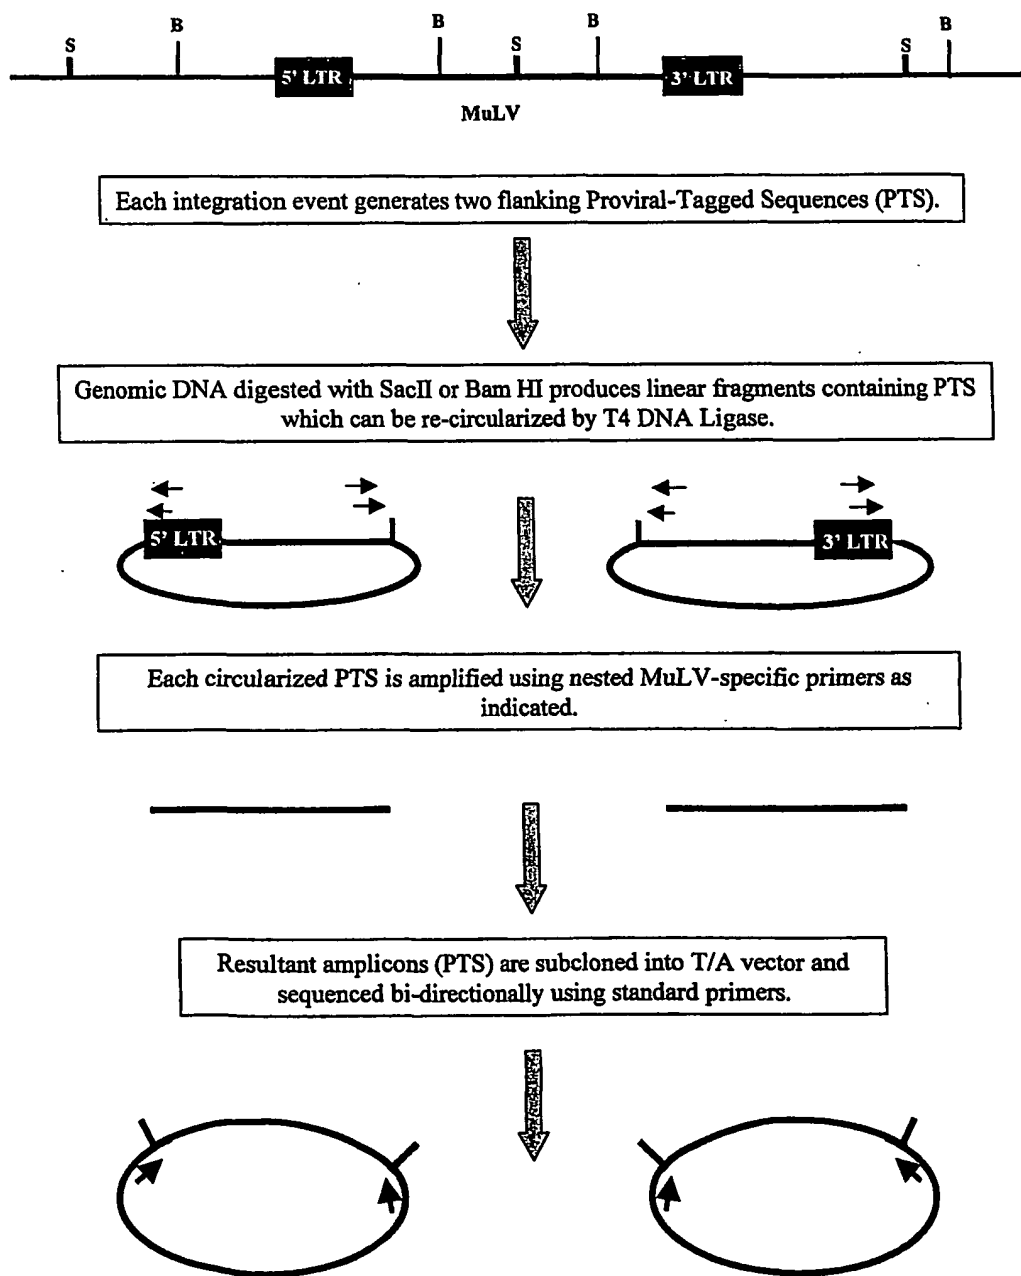 S B B S B S B
5' LTR 3' LTR
MuLV
Each integration event generates two flanking Proviral-Tagged Sequences (PTS).
Genomic DNA digested with SacII or Bam HI produces linear fragments containing PTS
which can be re-circularized by T4 DNA Ligase.
5' LTR 3' LTR
Each circularized PTS is amplified using nested MuLV-specific primers as
indicated.
Resultant amplicons (PTS) are subcloned into T/A vector and
sequenced bi-directionally using standard primers.